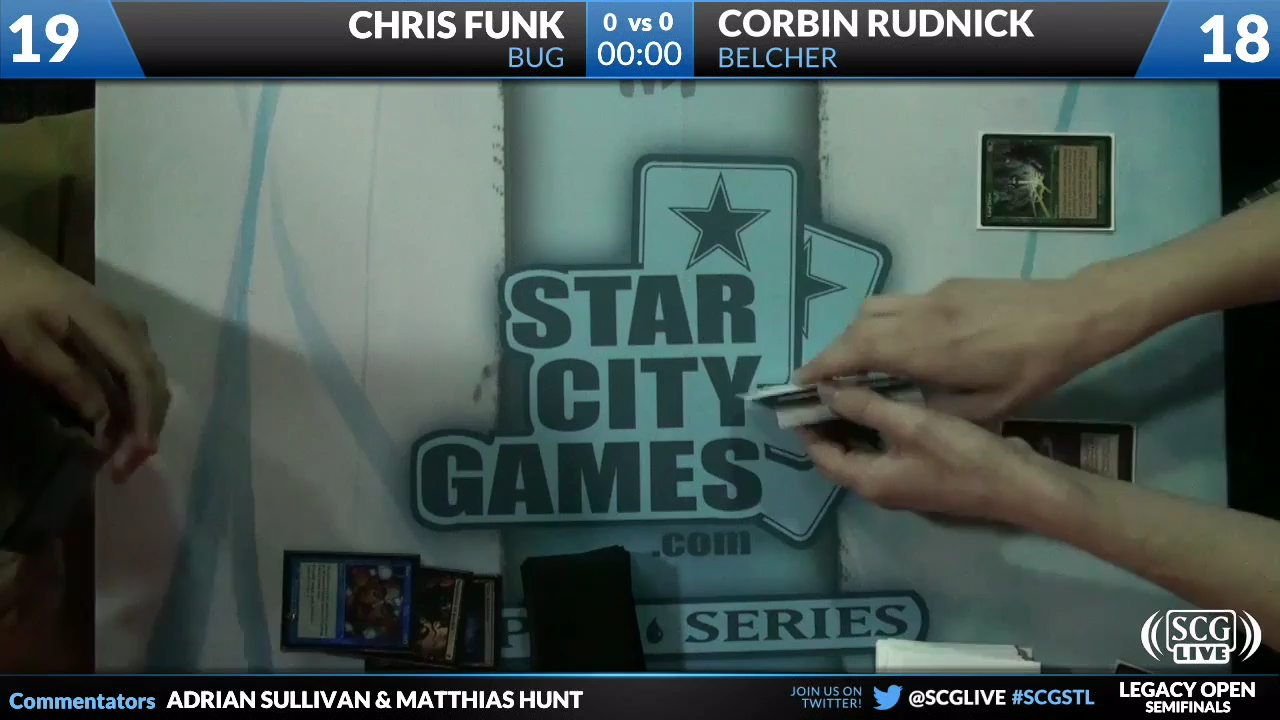 19
CHRIS FUNK
BUG
0 vs 0
00:00
CORBIN RUDNICK
BELCHER
18
STAR
CITY
GAMES
.com
SERIES
SCG
LIVE
Commentators ADRIAN SULLIVAN & MATTHIAS HUNT
JOIN US ON
TWITTER!
@SCGLIVE #SCGSTL
LEGACY OPEN
SEMIFINALS